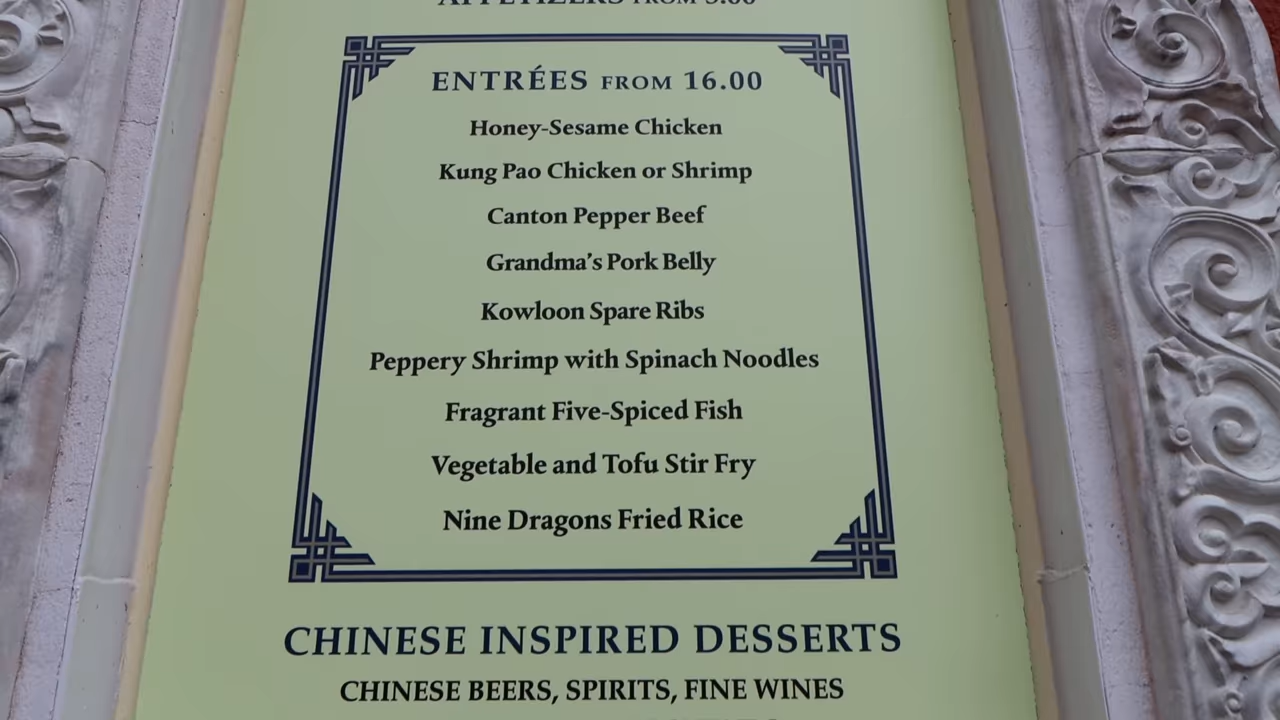 APPETIZERS FROM
ENTRÉES FROM 16.00
Honey-Sesame Chicken
Kung Pao Chicken or Shrimp
Canton Pepper Beef
Grandma's Pork Belly
Kowloon Spare Ribs
Peppery Shrimp with Spinach Noodles
Fragrant Five-Spiced Fish
Vegetable and Tofu Stir Fry
Nine Dragons Fried Rice
CHINESE INSPIRED DESSERTS
CHINESE BEERS, SPIRITS, FINE WINES